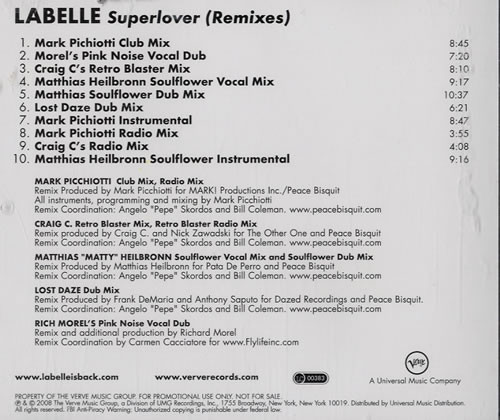 LABELLE Superlover (Remixes)
1. Mark Pichiotti Club Mix 8:45
2. Morel's Pink Noise Vocal Dub 7:20
3. Craig C's Retro Blaster Mix 8:10
4. Matthias Heilbronn Soulflower Vocal Mix 9:17
5. Matthias Soulflower Dub Mix 10:37
6. Lost Daze Dub Mix 6:21
7. Mark Pichiotti Instrumental 8:47
8. Mark Pichiotti Radio Mix 3:55
9. Craig C's Radio Mix 4:08
10. Matthias Heilbronn Soulflower Instrumental 9:16
MARK PICCHIOTTI Club Mix, Radio Mix
Remix Produced by Mark Picchiotti for MARK! Productions Inc./Peace Bisquit
All instruments, programming and mixing by Mark Picchiotti
Remix Coordination: Angelo "Pepe" Skordos and Bill Coleman. www.peacebisquit.com
CRAIG C. Retro Blaster Mix, Retro Blaster Radio Mix
Remix produced by Craig C. and Nick Zawadski for The Other One and Peace Bisquit
Remix Coordination: Angelo "Pepe" Skordos and Bill Coleman. www.peacebisquit.com
MATTHIAS "MATTY" HEILBRONN Soulflower Vocal Mix and Soulflower Dub Mix
Remix Produced by Matthias Heilbronn for Pata De Perro and Peace Bisquit
Remix Coordination: Angelo "Pepe" Skordos and Bill Coleman. www.peacebisquit.com
LOST DAZE Dub Mix
Remix Produced by Frank DeMaria and Anthony Saputo for Dazed Recordings and Peace Bisquit.
Remix Coordination: Angelo "Pepe" Skordos and Bill Coleman. www.peacebisquit.com
RICH MOREL'S Pink Noise Vocal Dub
Remix and additional production by Richard Morel
Remix Coordination by Carmen Cacciatore for www.Flylifeinc.com
www.labelleisback.com www.ververecords.com LC 00383 Verve
A Universal Music Company
PROPERTY OF THE VERVE MUSIC GROUP. FOR PROMOTIONAL USE ONLY. NOT FOR SALE.
℗ & © 2008 The Verve Music Group, a Division of UMG Recordings, Inc., 1755 Broadway, New York, New York 10019. Distributed by Universal Music Distribution.
All rights reserved. FBI Anti-Piracy Warning: Unauthorized copying is punishable under federal law.